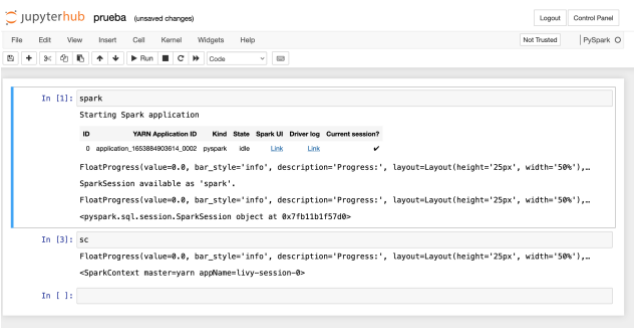 jupyterhub prueba (unsaved changes) Logout Control Panel
File Edit View Insert Cell Kernel Widgets Help Not Trusted PySpark
Run Code
In [1]: spark
Starting Spark application
ID YARN Application ID Kind State Spark UI Driver log Current session?
0 application_1653884903614_0002 pyspark idle Link Link ✔
FloatProgress(value=0.0, bar_style='info', description='Progress:', layout=Layout(height='25px', width='50%'),…
SparkSession available as 'spark'.
FloatProgress(value=0.0, bar_style='info', description='Progress:', layout=Layout(height='25px', width='50%'),…
<pyspark.sql.session.SparkSession object at 0x7fb11b1f57d0>
In [3]: sc
FloatProgress(value=0.0, bar_style='info', description='Progress:', layout=Layout(height='25px', width='50%'),…
<SparkContext master=yarn appName=livy-session-0>
In [ ]: